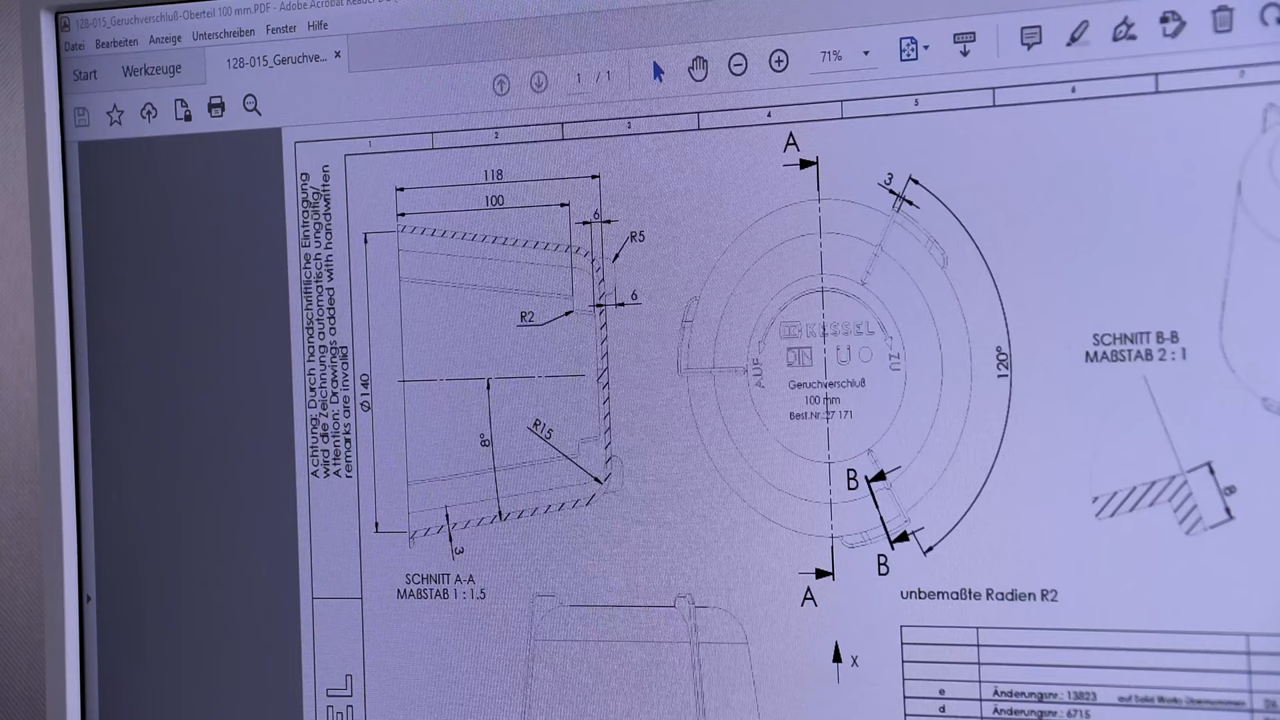 128-015_Geruchverschluß-Oberteil 100 mm.PDF - Adobe Acrobat Reader
Datei Bearbeiten Anzeige Unterschreiben Fenster Hilfe
Start Werkzeuge 128-015_Geruchve... ×
1 / 1 71%
1 2 3 4 5 6 7
Achtung: Durch handschriftliche Eintragung
wird die Zeichnung automatisch ungültig/
Attention: Drawings added with handwritten
remarks are invalid
118
100
6
R5
6
R2
Ø140
8°
R15
3
SCHNITT A-A
MAßSTAB 1 : 1.5
A
3
120°
KESSEL
DIN Ü
AUF
ZU
Geruchverschluß
100 mm
Best.Nr.:27 171
B
B
A
SCHNITT B-B
MAßSTAB 2 : 1
8
unbemaßte Radien R2
X
e Änderungsnr.: 13823
d Änderungsnr.: 6715